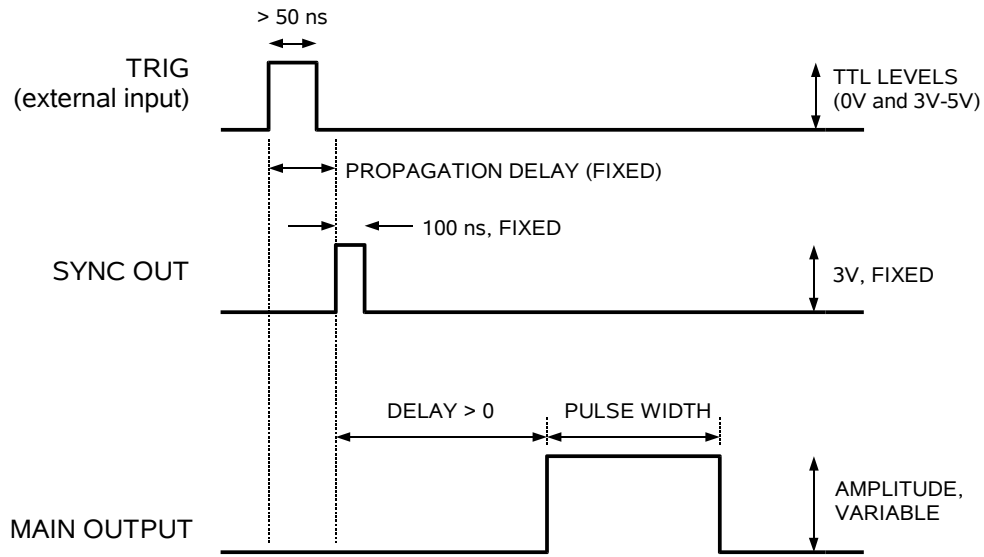 > 50 ns
TRIG
(external input)
TTL LEVELS
(0V and 3V-5V)
PROPAGATION DELAY (FIXED)
100 ns, FIXED
SYNC OUT
3V, FIXED
DELAY > 0
PULSE WIDTH
AMPLITUDE,
VARIABLE
MAIN OUTPUT